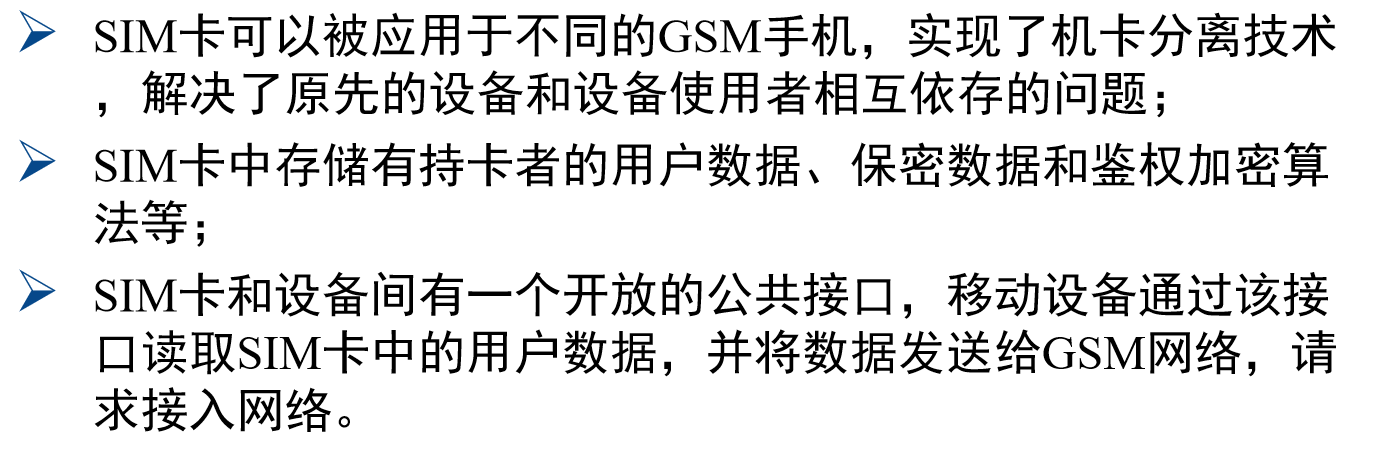 SIM卡可以被应用于不同的GSM手机，实现了机卡分离技术
，解决了原先的设备和设备使用者相互依存的问题；
SIM卡中存储有持卡者的用户数据、保密数据和鉴权加密算
法等；
SIM卡和设备间有一个开放的公共接口，移动设备通过该接
口读取SIM卡中的用户数据，并将数据发送给GSM网络，请
求接入网络。